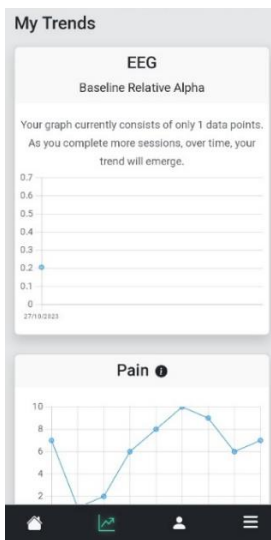 My Trends
EEG
Baseline Relative Alpha
Your graph currently consists of only 1 data points.
As you complete more sessions, over time, your
trend will emerge.
0.7
0.6
0.5
0.4
0.3
0.2
0.1
0
27/10/2023
Pain i
10
8
6
4
2